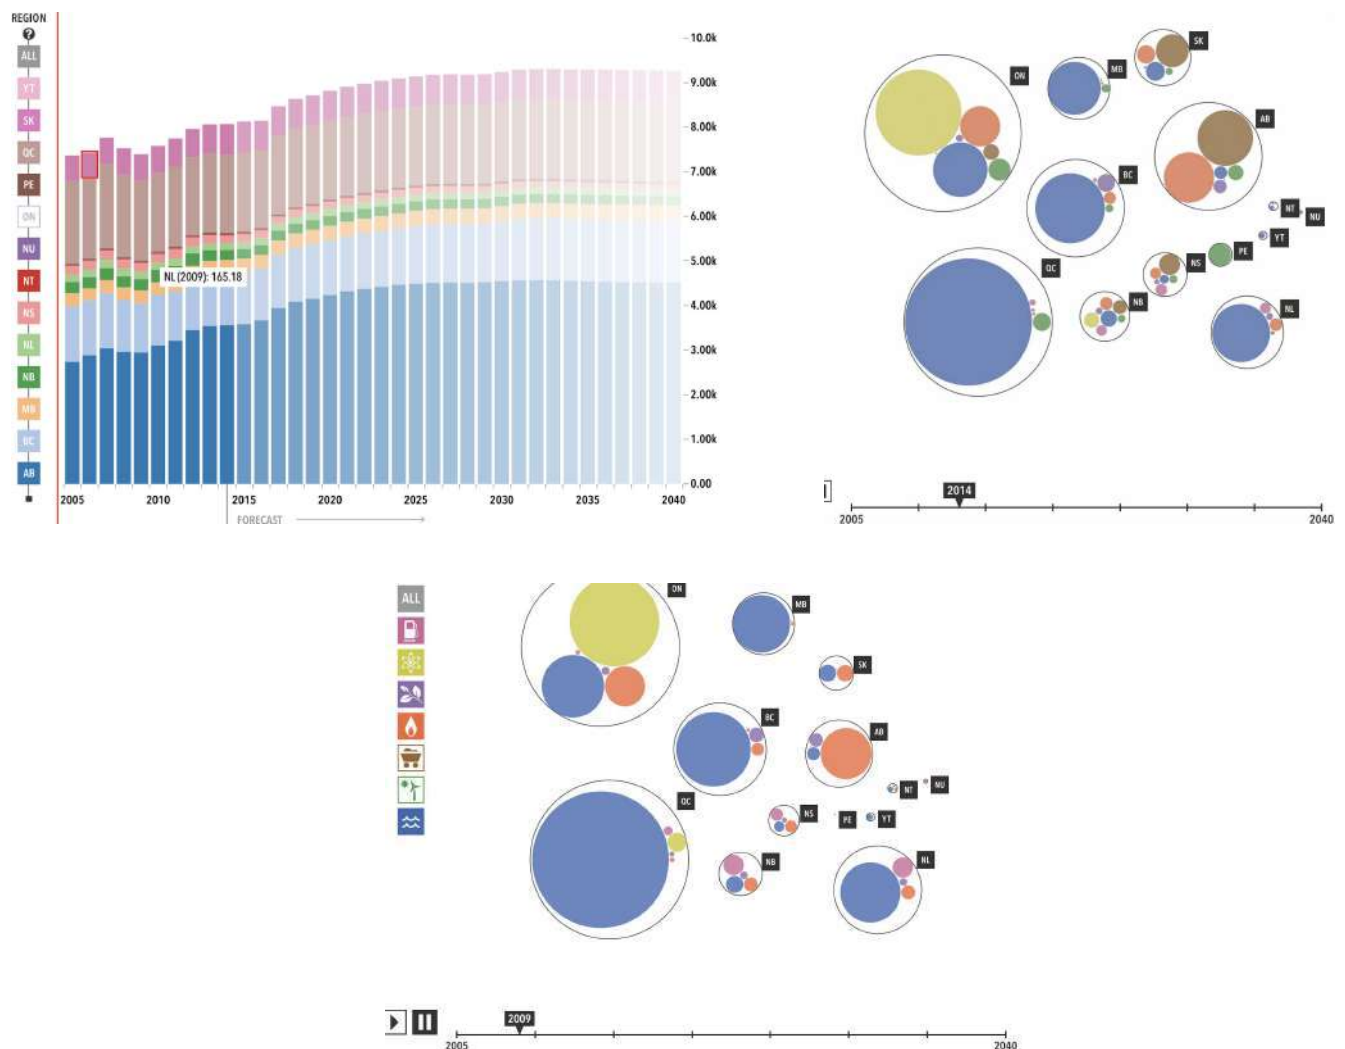 REGION
?
ALL
YT
SK
QC
PE
ON
NU
NT
NS
NL
NB
MB
BC
AB
10.0k
9.00k
8.00k
7.00k
6.00k
5.00k
4.00k
3.00k
2.00k
1.00k
0.00
NL (2009): 165.18
2005 2010 2015 2020 2025 2030 2035 2040
FORECAST
ON
MB
SK
AB
BC
NT
NU
YT
PE
NS
QC
NB
NL
2014
2005 2040
ALL
ON
MB
SK
BC
AB
NT
NU
QC
NS
PE
YT
NB
NL
2009
2005 2040